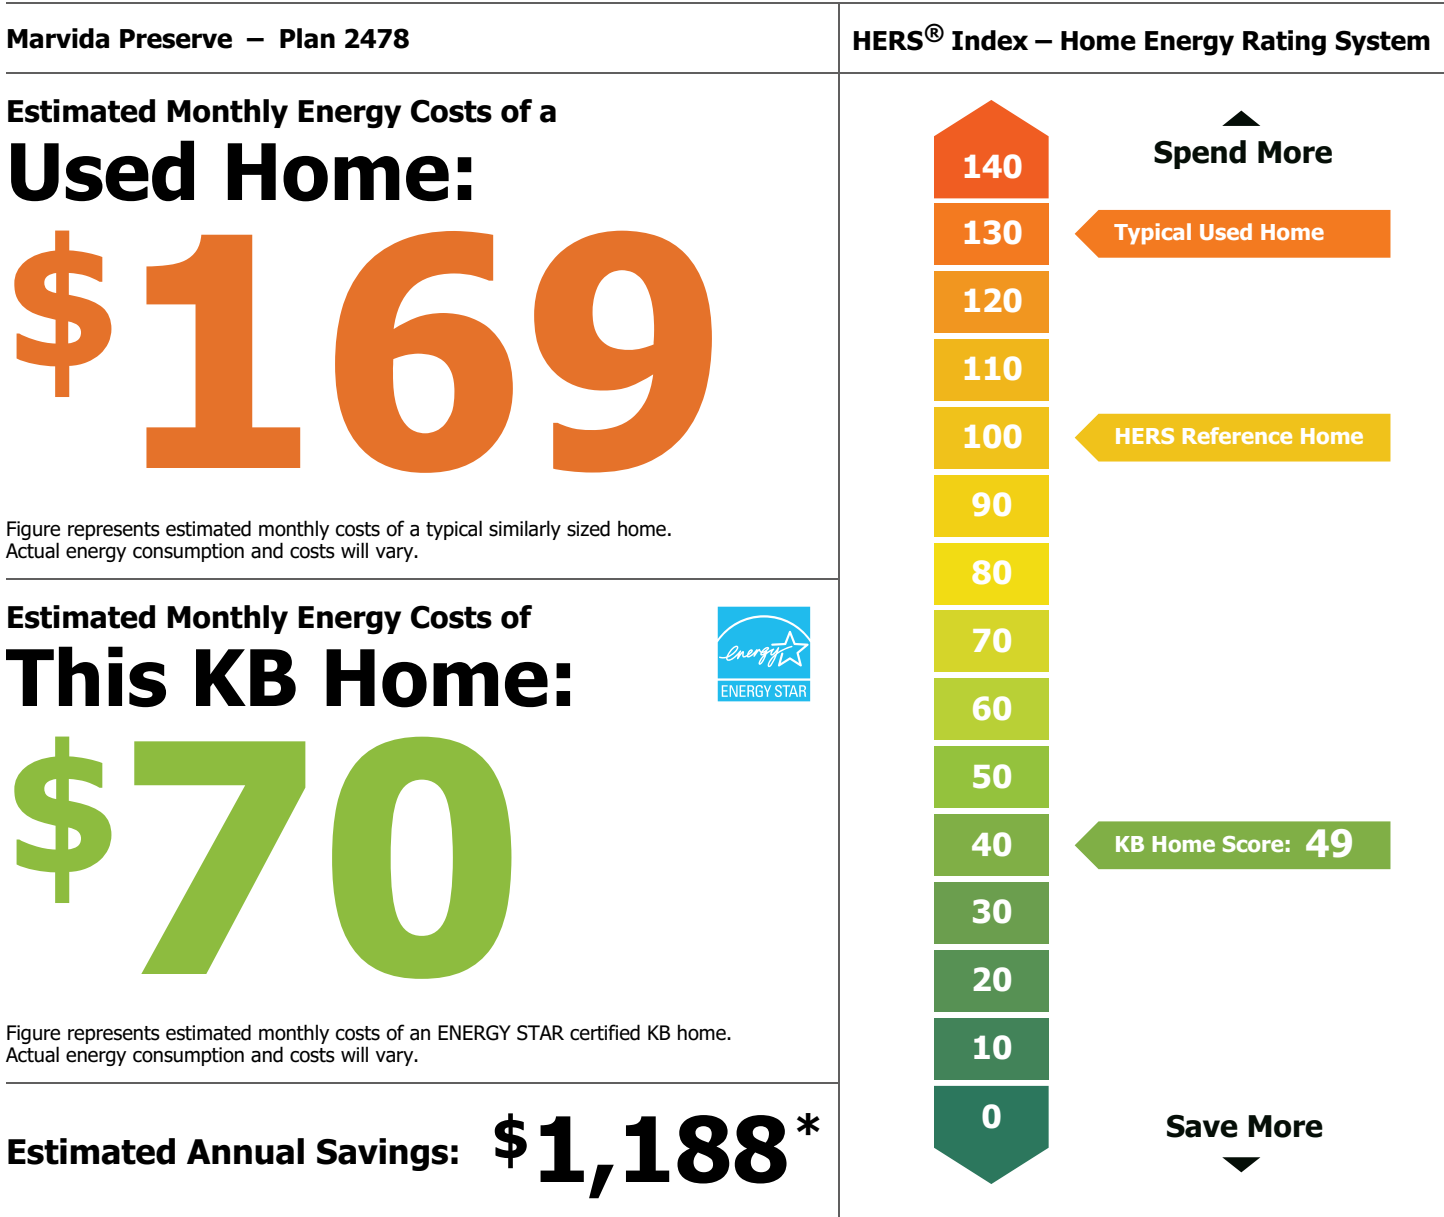 Marvida Preserve – Plan 2478
Estimated Monthly Energy Costs of a
Used Home:
$169
Figure represents estimated monthly costs of a typical similarly sized home.
Actual energy consumption and costs will vary.
Estimated Monthly Energy Costs of
This KB Home:
energy
ENERGY STAR
$70
Figure represents estimated monthly costs of an ENERGY STAR certified KB home.
Actual energy consumption and costs will vary.
Estimated Annual Savings: $1,188*
HERS® Index – Home Energy Rating System
Spend More
140
130 Typical Used Home
120
110
100 HERS Reference Home
90
80
70
60
50
40 KB Home Score: 49
30
20
10
0
Save More